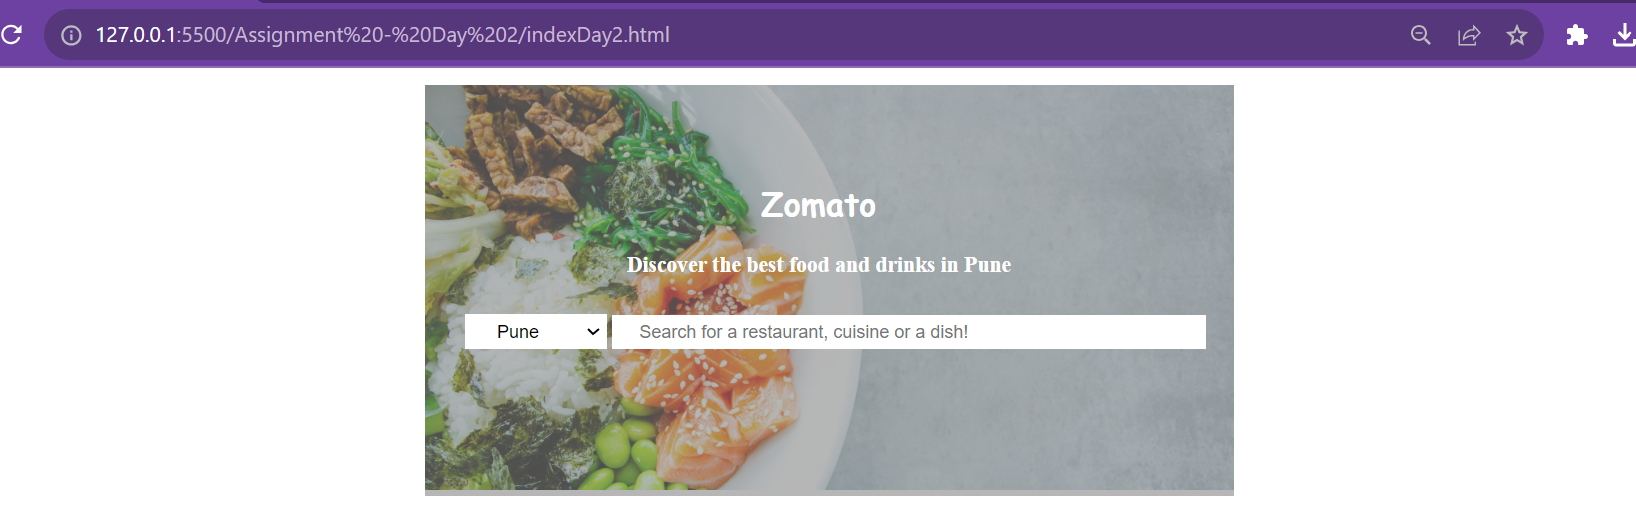 127.0.0.1:5500/Assignment%20-%20Day%202/indexDay2.html
Zomato
Discover the best food and drinks in Pune
Pune Search for a restaurant, cuisine or a dish!